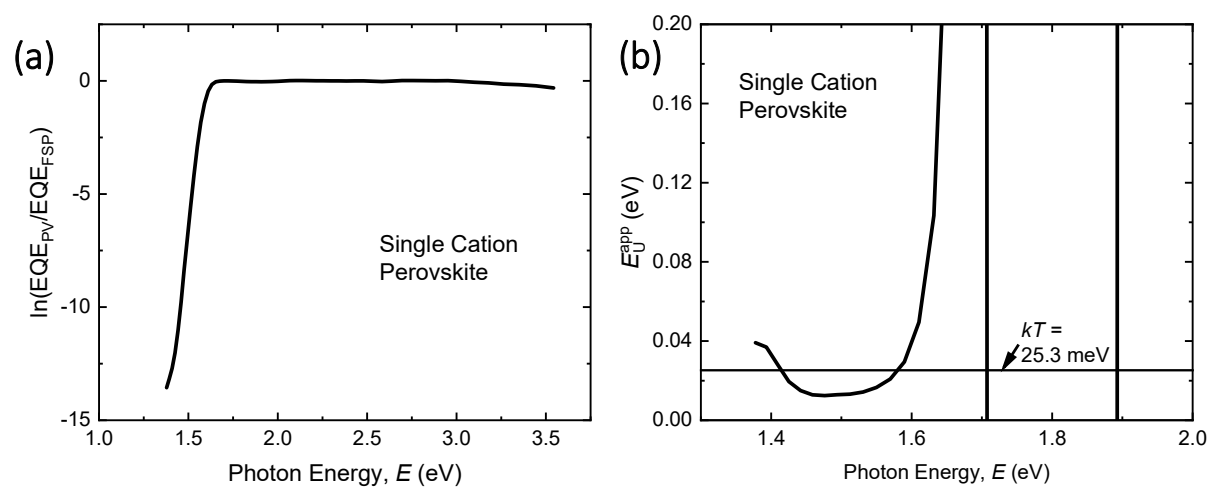 (a)
0
-5
-10
-15
ln(EQE_PV/EQE_FSP)
Single Cation
Perovskite
1.0 1.5 2.0 2.5 3.0 3.5
Photon Energy, E (eV)
(b)
0.20
0.16
0.12
0.08
0.04
0.00
E_U^app (eV)
Single Cation
Perovskite
kT =
25.3 meV
1.4 1.6 1.8 2.0
Photon Energy, E (eV)